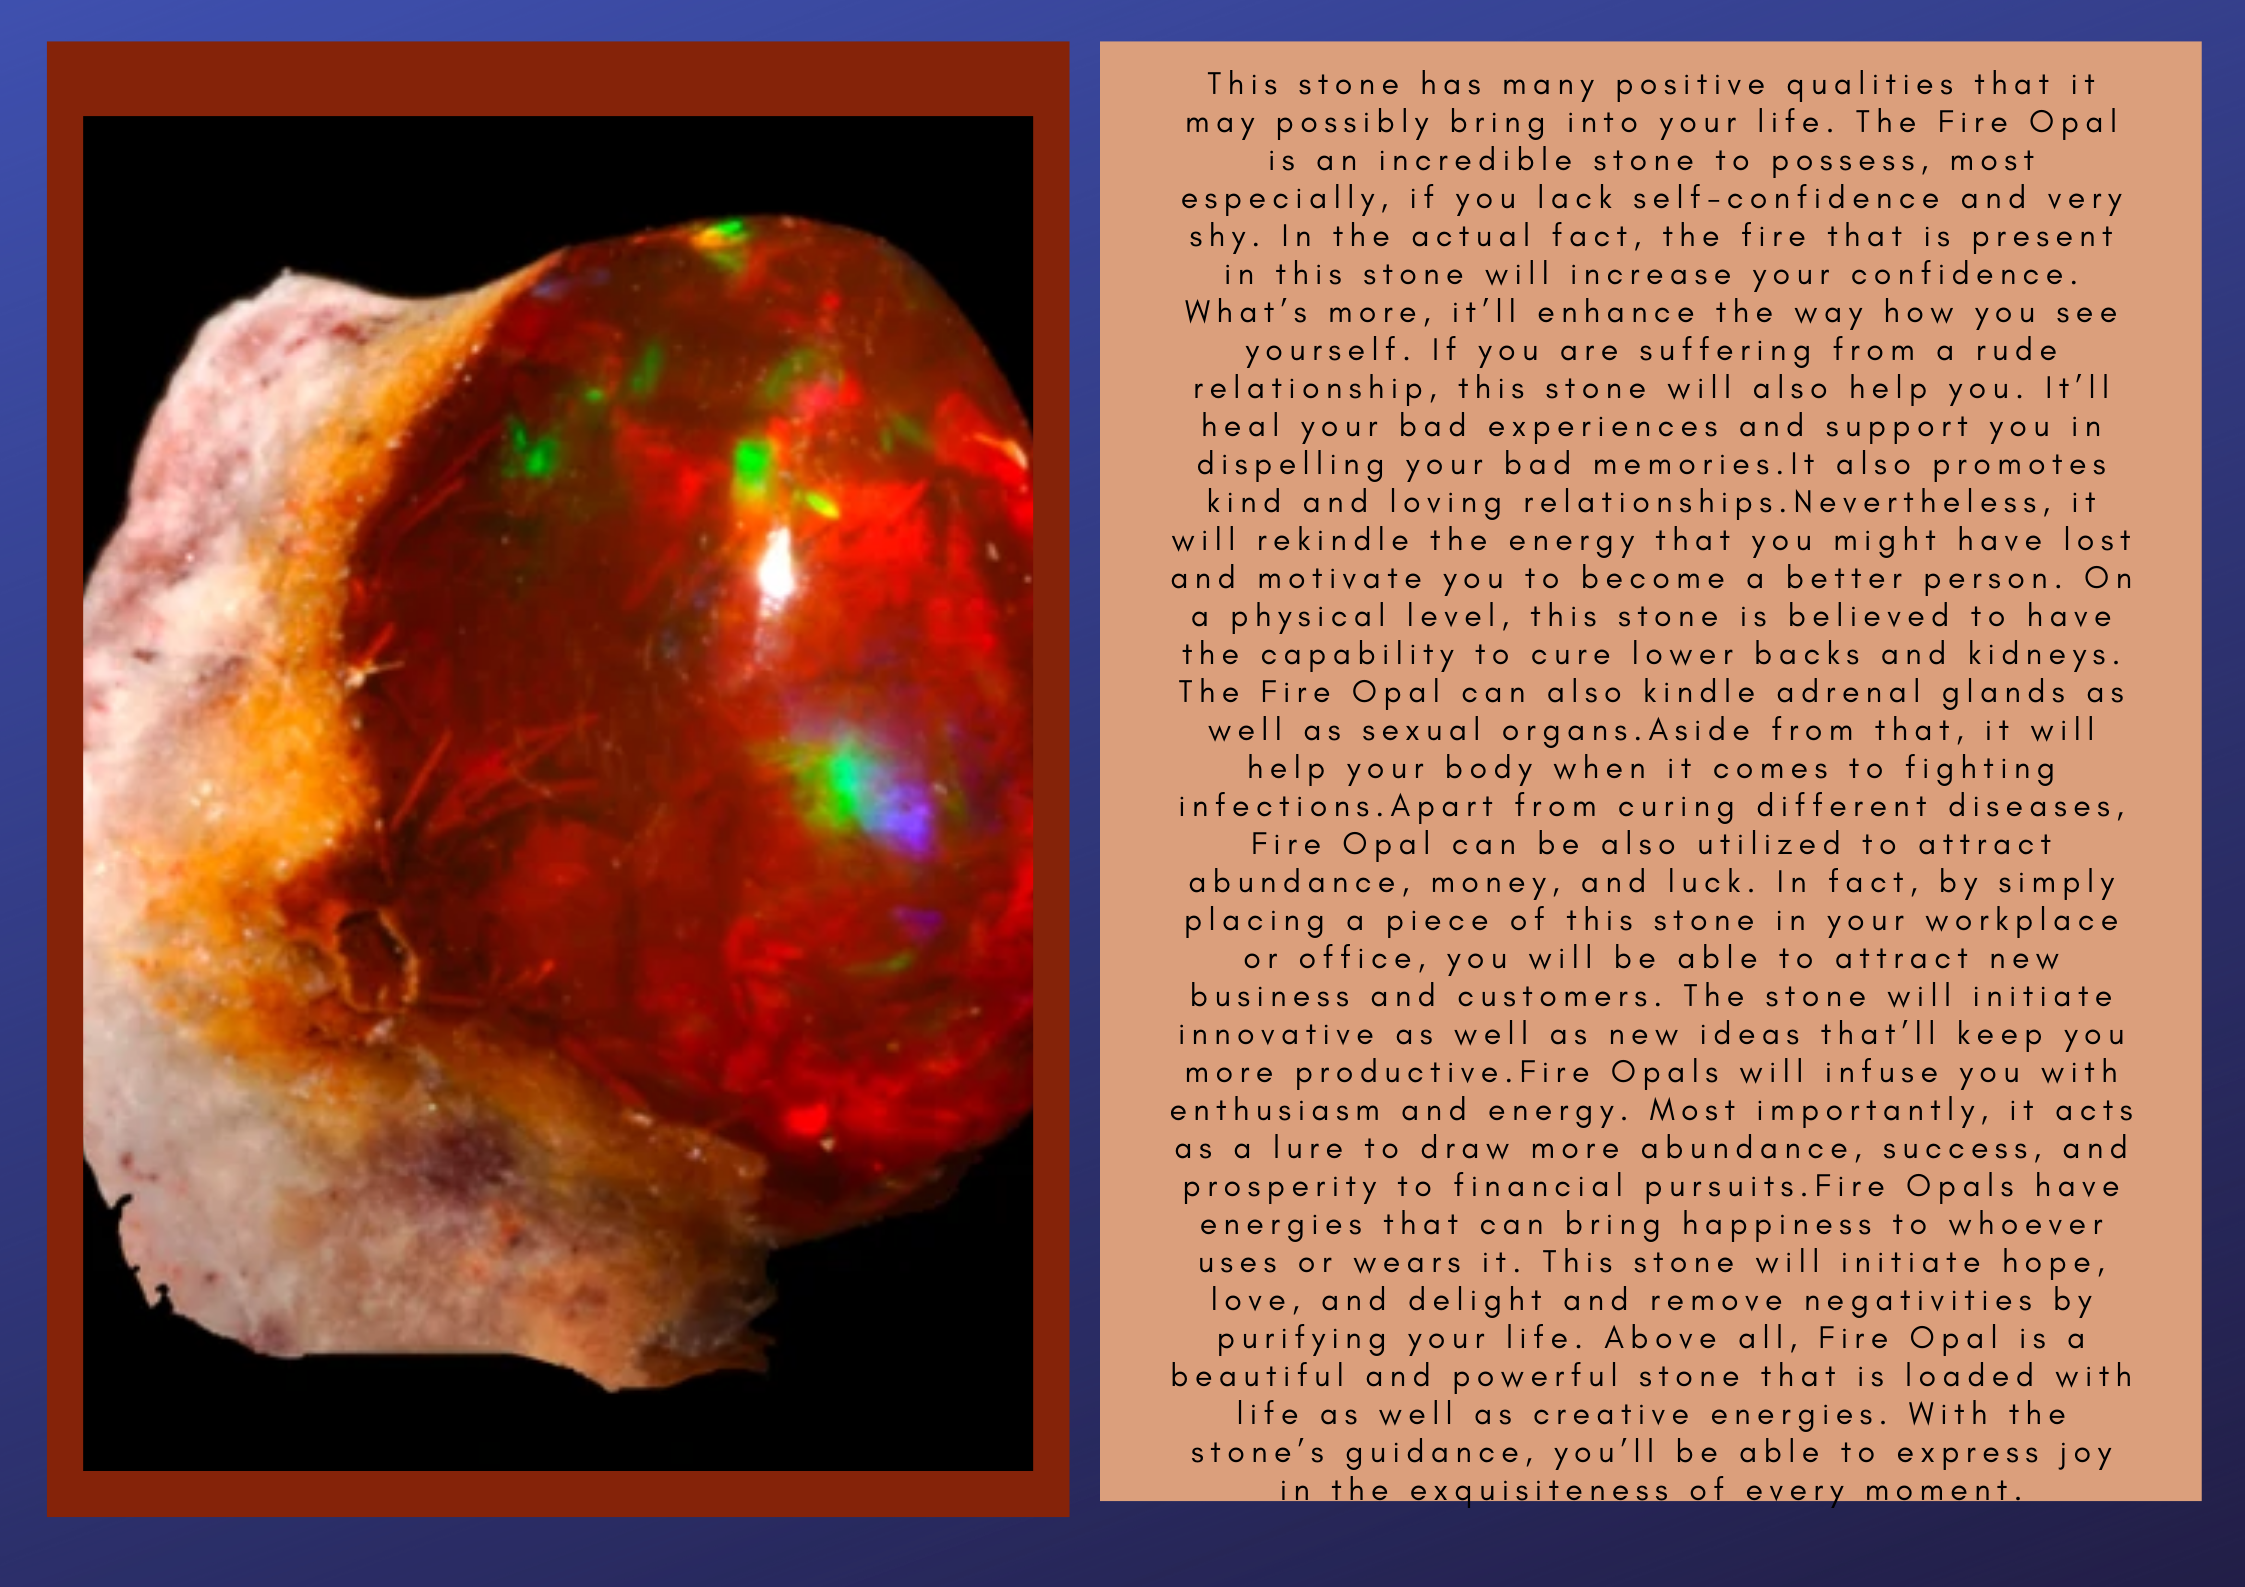 This stone has many positive qualities that it
may possibly bring into your life. The Fire Opal
is an incredible stone to possess, most
especially, if you lack self-confidence and very
shy. In the actual fact, the fire that is present
in this stone will increase your confidence.
What's more, it'll enhance the way how you see
yourself. If you are suffering from a rude
relationship, this stone will also help you. It'll
heal your bad experiences and support you in
dispelling your bad memories.It also promotes
kind and loving relationships.Nevertheless, it
will rekindle the energy that you might have lost
and motivate you to become a better person. On
a physical level, this stone is believed to have
the capability to cure lower backs and kidneys.
The Fire Opal can also kindle adrenal glands as
well as sexual organs.Aside from that, it will
help your body when it comes to fighting
infections.Apart from curing different diseases,
Fire Opal can be also utilized to attract
abundance, money, and luck. In fact, by simply
placing a piece of this stone in your workplace
or office, you will be able to attract new
business and customers. The stone will initiate
innovative as well as new ideas that'll keep you
more productive.Fire Opals will infuse you with
enthusiasm and energy. Most importantly, it acts
as a lure to draw more abundance, success, and
prosperity to financial pursuits.Fire Opals have
energies that can bring happiness to whoever
uses or wears it. This stone will initiate hope,
love, and delight and remove negativities by
purifying your life. Above all, Fire Opal is a
beautiful and powerful stone that is loaded with
life as well as creative energies. With the
stone's guidance, you'll be able to express joy
in the exquisiteness of every moment.